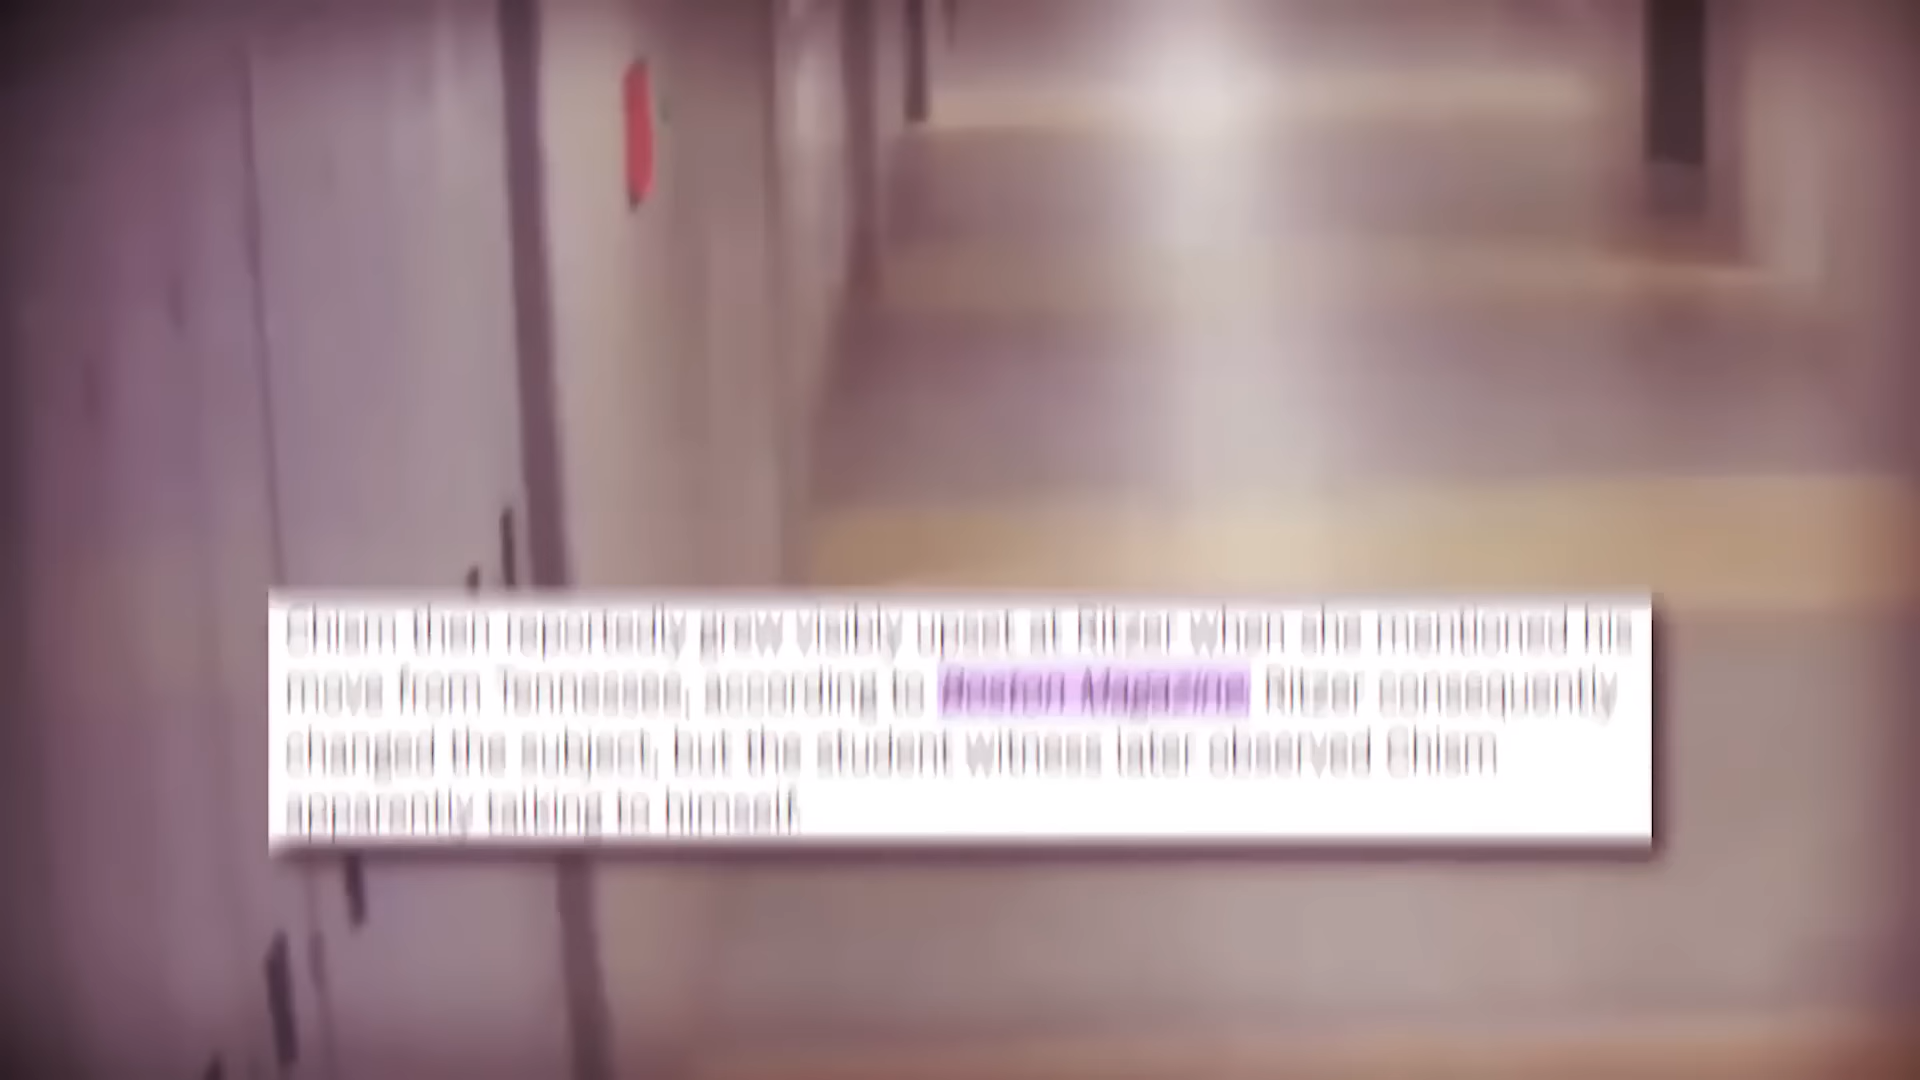 Chism then reportedly grew visibly upset at Ritzer when she mentioned his
move from Tennessee, according to Boston Magazine. Ritzer consequently
changed the subject, but the student witness later observed Chism
apparently talking to himself.